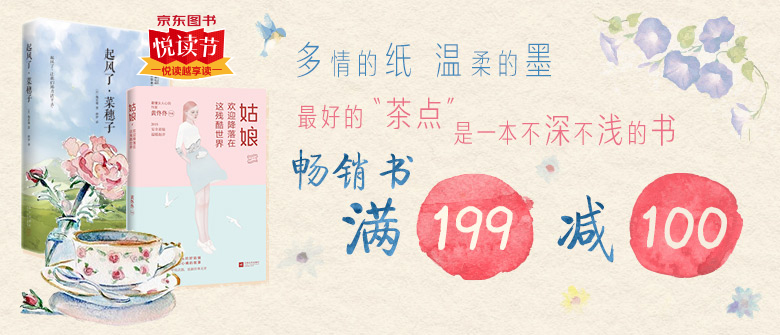 京东图书
悦读节
悦读越享读
起风了·菜穗子
姑娘
欢迎降落在
这残酷世界
多情的纸 温柔的墨
最好的“茶点”
是一本不深不浅的书
畅销书
满 199 减 100